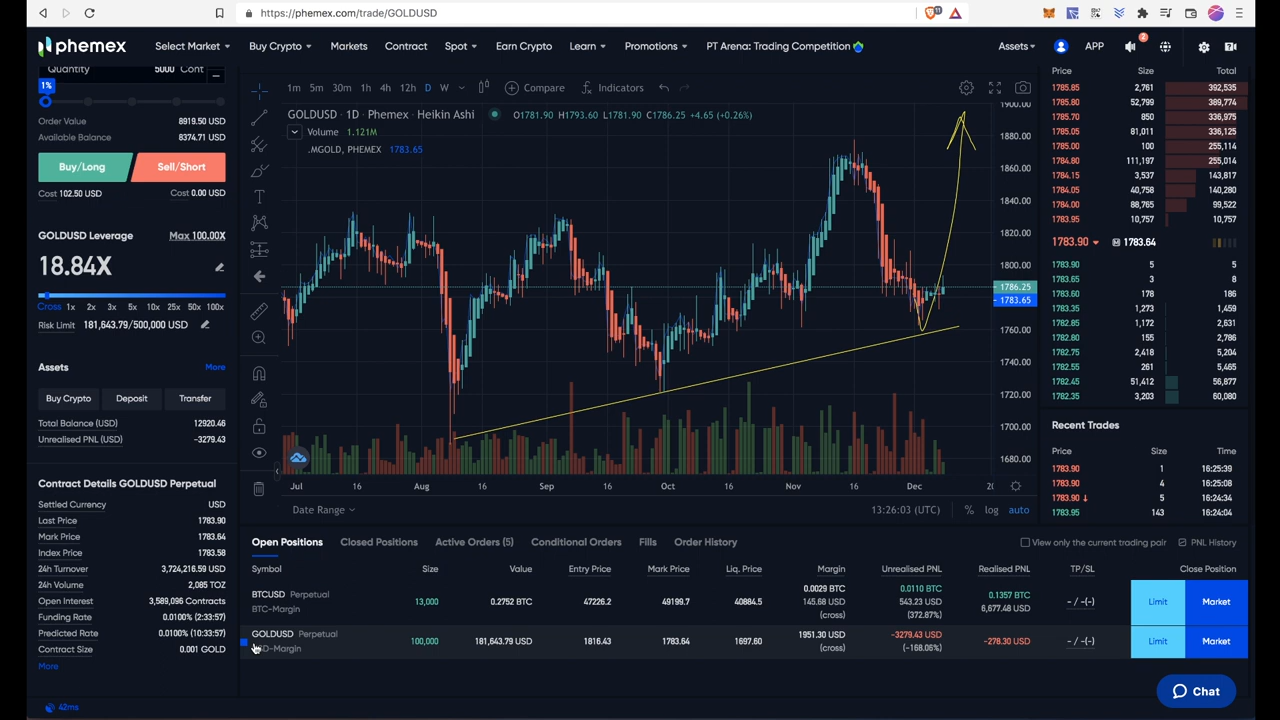 https://phemex.com/trade/GOLDUSD
11
phemex
Select Market
Buy Crypto
Markets
Contract
Spot
Earn Crypto
Learn
Promotions
PT Arena: Trading Competition
Assets
APP
2
Quantity 5000 Cont
1%
Order Value 8919.50 USD
Available Balance 8374.71 USD
Buy/Long Sell/Short
Cost 102.50 USD Cost 0.00 USD
GOLDUSD Leverage Max 100.00X
18.84X
Cross 1x 2x 3x 5x 10x 25x 50x 100x
Risk Limit 181,643.79/500,000 USD
Assets More
Buy Crypto Deposit Transfer
Total Balance (USD) 12920.46
Unrealised PNL (USD) -3279.43
Contract Details GOLDUSD Perpetual
Settled Currency USD
Last Price 1783.90
Mark Price 1783.64
Index Price 1783.58
24h Turnover 3,724,216.59 USD
24h Volume 2,085 TOZ
Open Interest 3,589,096 Contracts
Funding Rate 0.0100% (2:33:57)
Predicted Rate 0.0100% (10:33:57)
Contract Size 0.001 GOLD
More
42ms
1m 5m 30m 1h 4h 12h D W Compare Indicators
GOLDUSD · 1D · Phemex · Heikin Ashi O1781.90 H1793.60 L1781.90 C1786.25 +4.65 (+0.26%)
Volume 1.121M
.MGOLD, PHEMEX 1783.65
1900.00
1880.00
1860.00
1840.00
1820.00
1800.00
1786.25
1783.65
1760.00
1740.00
1720.00
1700.00
1680.00
Jul 16 Aug 16 Sep 16 Oct 16 Nov 16 Dec
Date Range 13:26:03 (UTC) % log auto
Price Size Total
1785.85 2,761 392,535
1785.80 52,799 389,774
1785.70 850 336,975
1785.05 81,011 336,125
1785.00 100 255,114
1784.80 111,197 255,014
1784.15 3,537 143,817
1784.05 40,758 140,280
1784.00 88,765 99,522
1783.95 10,757 10,757
1783.90 M 1783.64
1783.90 5 5
1783.65 3 8
1783.60 178 186
1783.35 1,273 1,459
1782.85 1,172 2,631
1782.80 155 2,786
1782.75 2,418 5,204
1782.55 261 5,465
1782.45 51,412 56,877
1782.35 3,203 60,080
Recent Trades
Price Size Time
1783.90 1 16:25:39
1783.90 4 16:25:08
1783.90 ↓ 5 16:24:34
1783.95 143 16:24:04
Open Positions Closed Positions Active Orders (5) Conditional Orders Fills Order History View only the current trading pair PNL History
Symbol Size Value Entry Price Mark Price Liq. Price Margin Unrealised PNL Realised PNL TP/SL Close Position
BTCUSD Perpetual
BTC-Margin
13,000 0.2752 BTC 47226.2 49199.7 40884.5
0.0029 BTC
145.68 USD
(cross)
0.0110 BTC
543.23 USD
(372.87%)
0.1357 BTC
6,677.48 USD
- / -(-) Limit Market
GOLDUSD Perpetual
USD-Margin
100,000 181,643.79 USD 1816.43 1783.64 1697.60
1951.30 USD
(cross)
-3279.43 USD
(-168.06%)
-278.30 USD
- / -(-) Limit Market
Chat